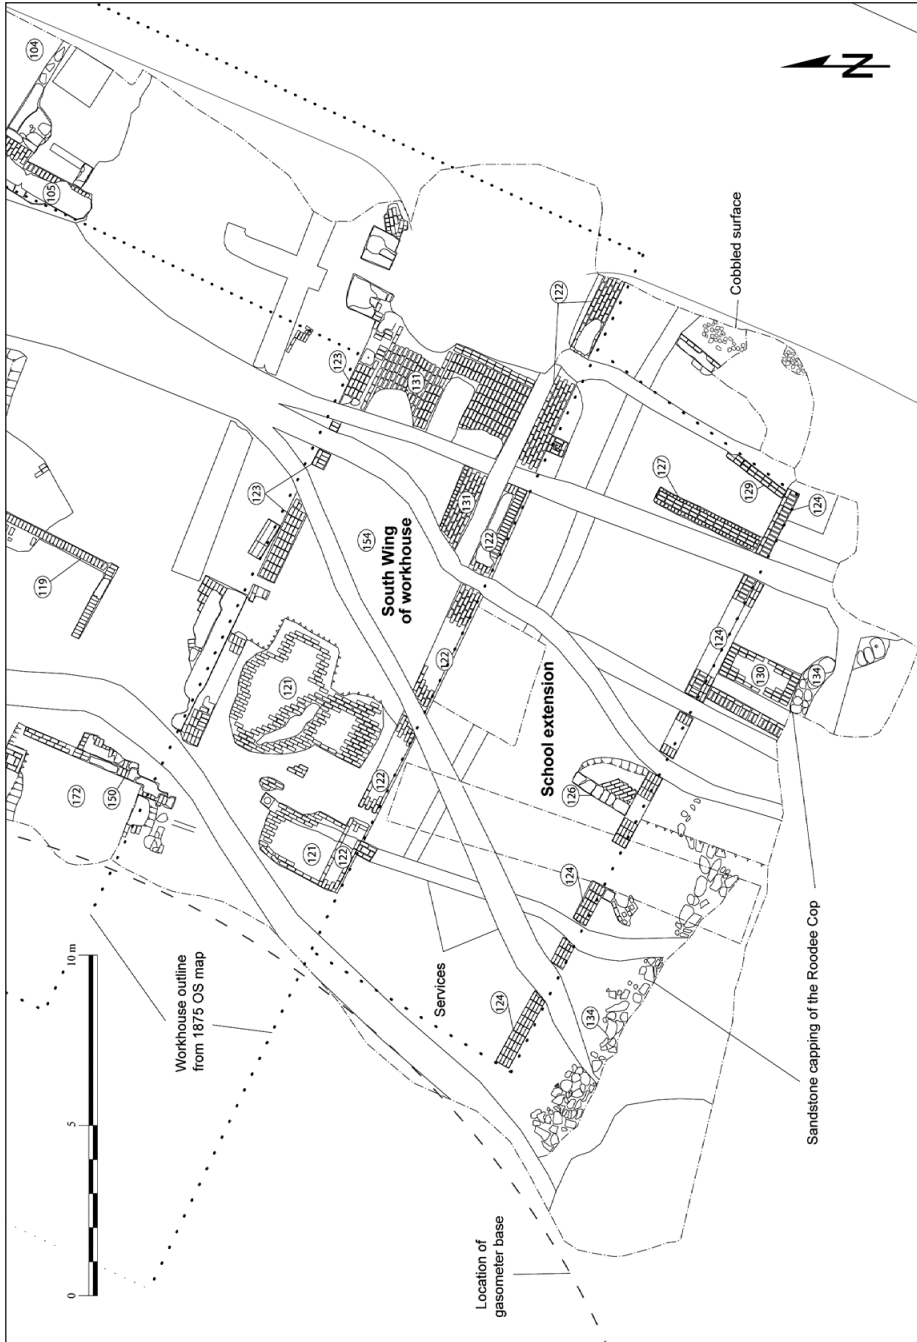 104
105
N
119
123
122
Cobbled surface
131
123
127
129
124
172
150
121
154
South Wing
of workhouse
131
122
122
124
130
134
School extension
126
121
122
122
124
Services
124
134
Workhouse outline
from 1875 OS map
Sandstone capping of the Roodee Cop
Location of
gasometer base
0
5
10 m